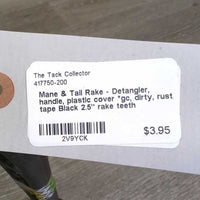 The Tack Collector
417750-200
Mane & Tail Rake - Detangler,
handle, plastic cover *gc, dirty, rust
tape Black 2.5" rake teeth
2V9YCK
$3.95